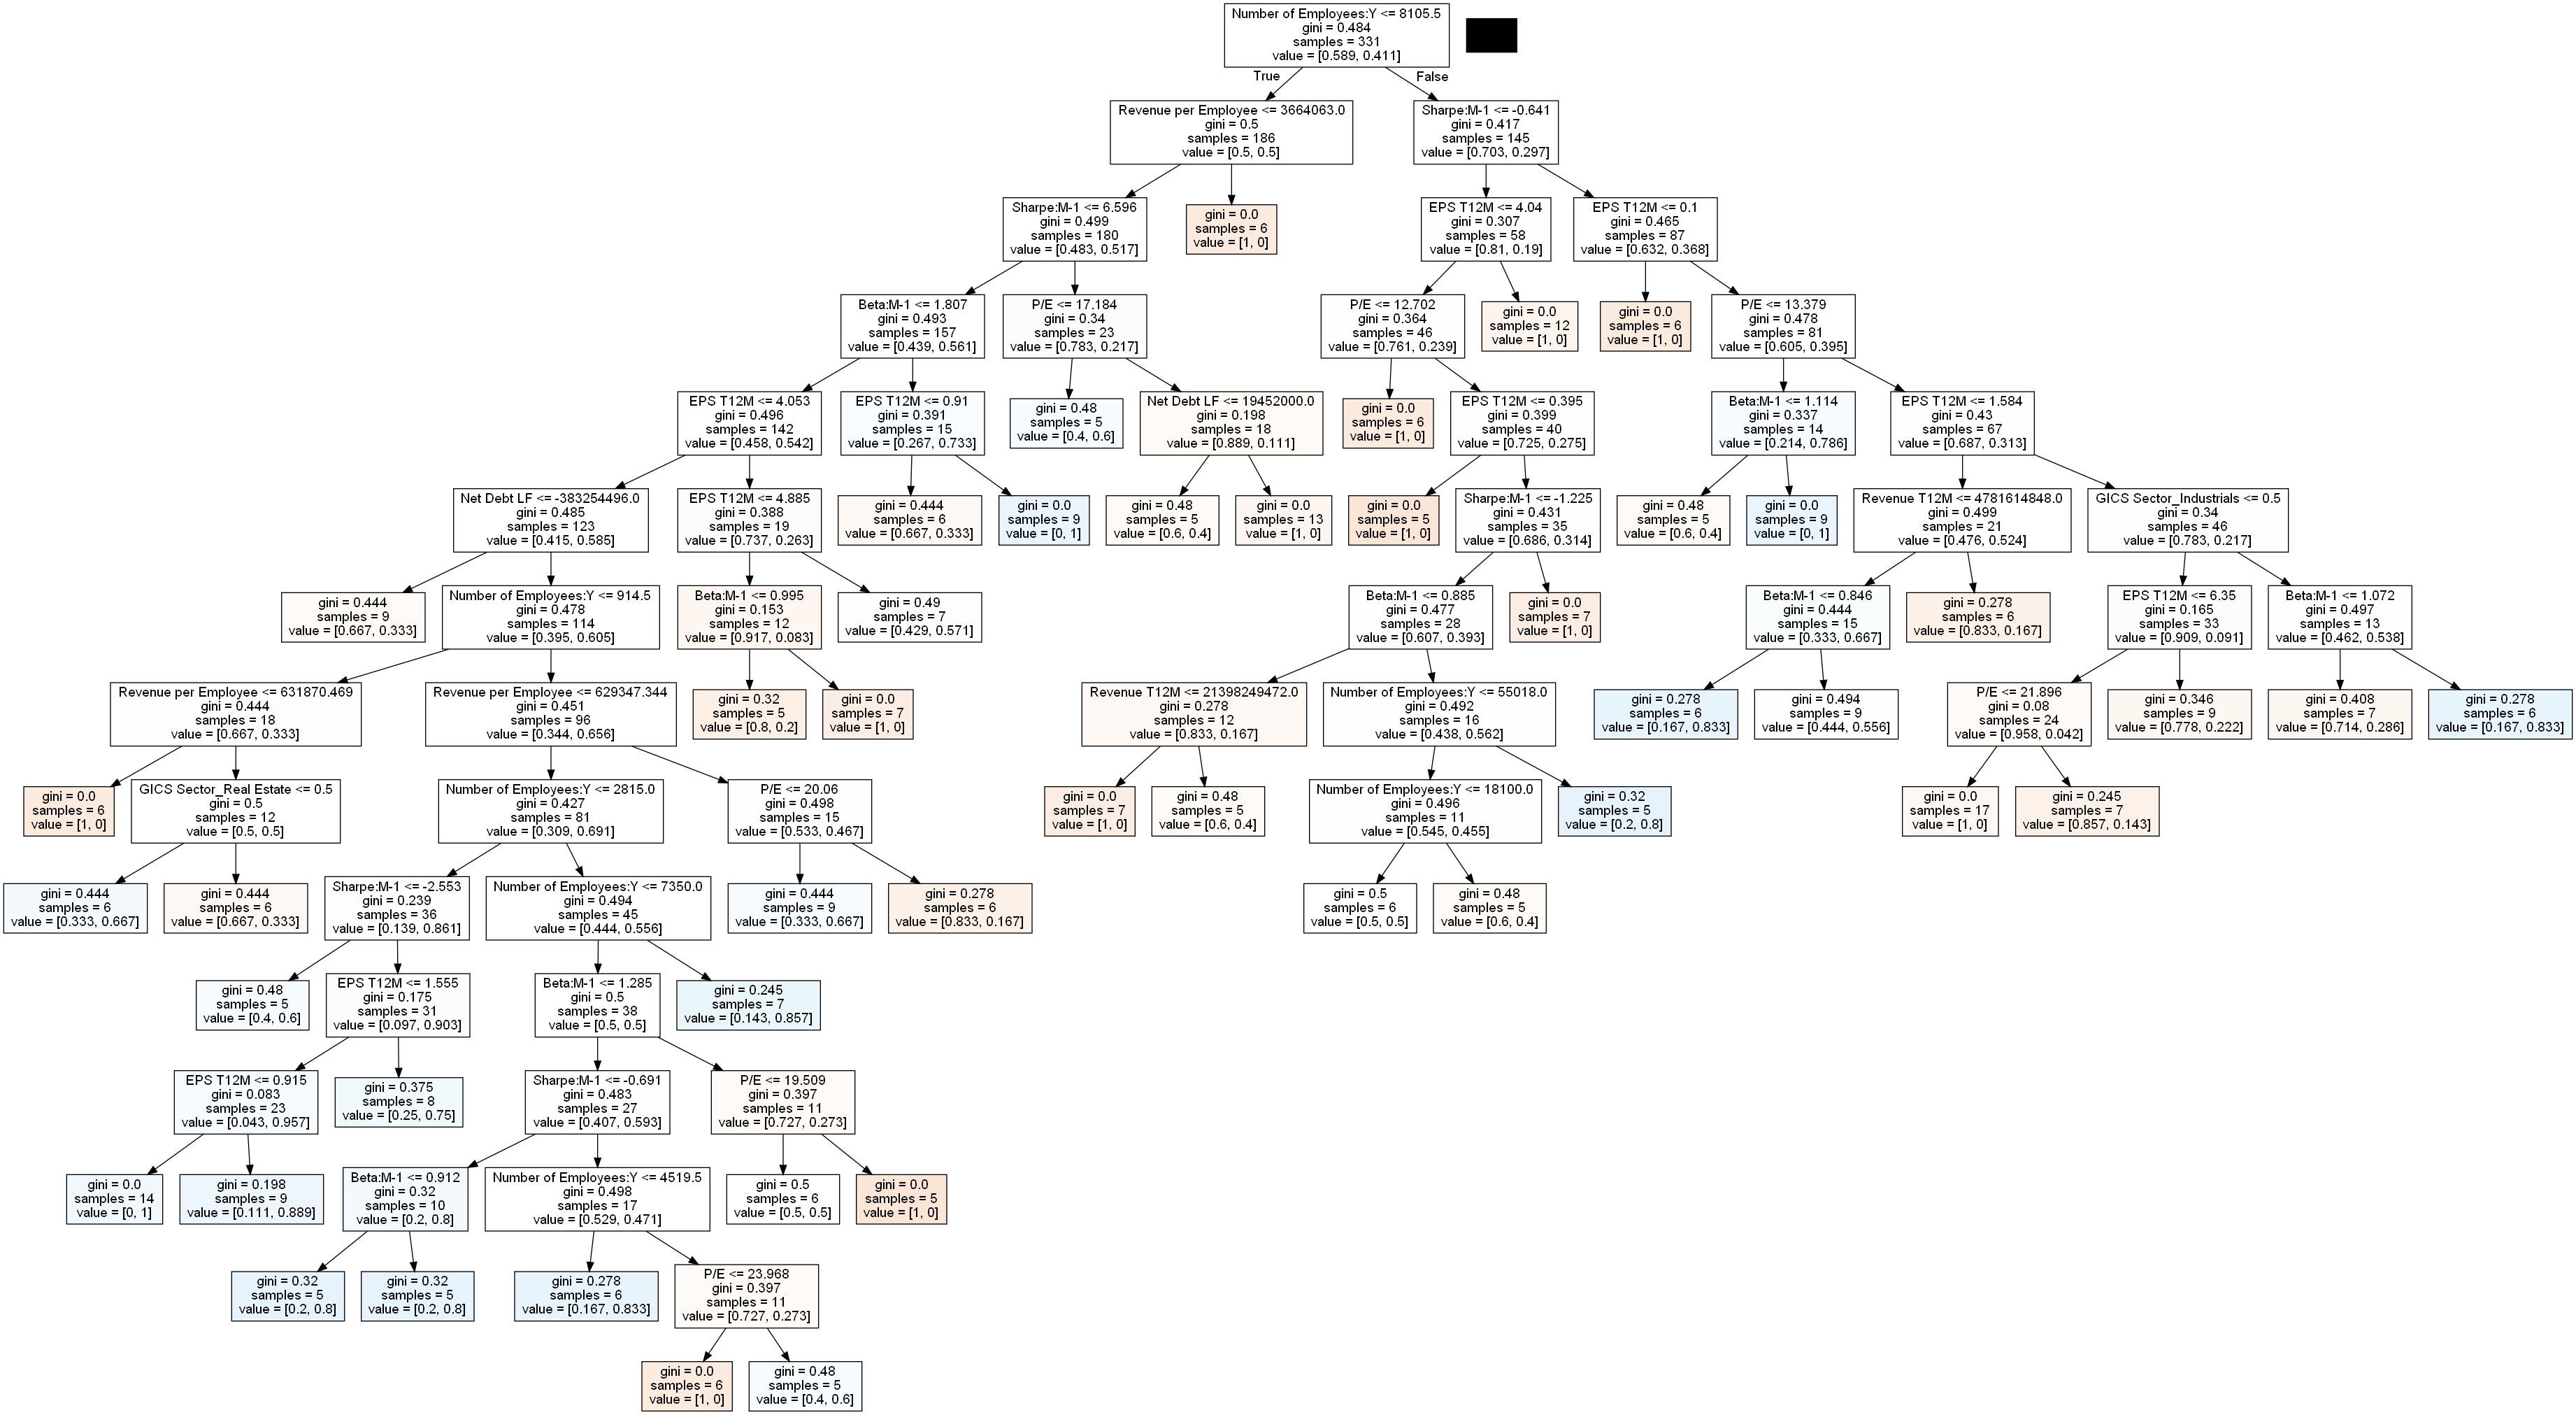 Number of Employees:Y <= 8105.5
gini = 0.484
samples = 331
value = [0.589, 0.411]
True
False
Revenue per Employee <= 3664063.0
gini = 0.5
samples = 186
value = [0.5, 0.5]
Sharpe:M-1 <= -0.641
gini = 0.417
samples = 145
value = [0.703, 0.297]
Sharpe:M-1 <= 6.596
gini = 0.499
samples = 180
value = [0.483, 0.517]
gini = 0.0
samples = 6
value = [1, 0]
EPS T12M <= 4.04
gini = 0.307
samples = 58
value = [0.81, 0.19]
EPS T12M <= 0.1
gini = 0.465
samples = 87
value = [0.632, 0.368]
Beta:M-1 <= 1.807
gini = 0.493
samples = 157
value = [0.439, 0.561]
P/E <= 17.184
gini = 0.34
samples = 23
value = [0.783, 0.217]
P/E <= 12.702
gini = 0.364
samples = 46
value = [0.761, 0.239]
gini = 0.0
samples = 12
value = [1, 0]
gini = 0.0
samples = 6
value = [1, 0]
P/E <= 13.379
gini = 0.478
samples = 81
value = [0.605, 0.395]
EPS T12M <= 4.053
gini = 0.496
samples = 142
value = [0.458, 0.542]
EPS T12M <= 0.91
gini = 0.391
samples = 15
value = [0.267, 0.733]
gini = 0.48
samples = 5
value = [0.4, 0.6]
Net Debt LF <= 19452000.0
gini = 0.198
samples = 18
value = [0.889, 0.111]
gini = 0.0
samples = 6
value = [1, 0]
EPS T12M <= 0.395
gini = 0.399
samples = 40
value = [0.725, 0.275]
Beta:M-1 <= 1.114
gini = 0.337
samples = 14
value = [0.214, 0.786]
EPS T12M <= 1.584
gini = 0.43
samples = 67
value = [0.687, 0.313]
Net Debt LF <= -383254496.0
gini = 0.485
samples = 123
value = [0.415, 0.585]
EPS T12M <= 4.885
gini = 0.388
samples = 19
value = [0.737, 0.263]
gini = 0.444
samples = 6
value = [0.667, 0.333]
gini = 0.0
samples = 9
value = [0, 1]
gini = 0.48
samples = 5
value = [0.6, 0.4]
gini = 0.0
samples = 13
value = [1, 0]
gini = 0.0
samples = 5
value = [1, 0]
Sharpe:M-1 <= -1.225
gini = 0.431
samples = 35
value = [0.686, 0.314]
gini = 0.48
samples = 5
value = [0.6, 0.4]
gini = 0.0
samples = 9
value = [0, 1]
Revenue T12M <= 4781614848.0
gini = 0.499
samples = 21
value = [0.476, 0.524]
GICS Sector_Industrials <= 0.5
gini = 0.34
samples = 46
value = [0.783, 0.217]
gini = 0.444
samples = 9
value = [0.667, 0.333]
Number of Employees:Y <= 914.5
gini = 0.478
samples = 114
value = [0.395, 0.605]
Beta:M-1 <= 0.995
gini = 0.153
samples = 12
value = [0.917, 0.083]
gini = 0.49
samples = 7
value = [0.429, 0.571]
Beta:M-1 <= 0.885
gini = 0.477
samples = 28
value = [0.607, 0.393]
gini = 0.0
samples = 7
value = [1, 0]
Beta:M-1 <= 0.846
gini = 0.444
samples = 15
value = [0.333, 0.667]
gini = 0.278
samples = 6
value = [0.833, 0.167]
EPS T12M <= 6.35
gini = 0.165
samples = 33
value = [0.909, 0.091]
Beta:M-1 <= 1.072
gini = 0.497
samples = 13
value = [0.462, 0.538]
Revenue per Employee <= 631870.469
gini = 0.444
samples = 18
value = [0.667, 0.333]
Revenue per Employee <= 629347.344
gini = 0.451
samples = 96
value = [0.344, 0.656]
gini = 0.32
samples = 5
value = [0.8, 0.2]
gini = 0.0
samples = 7
value = [1, 0]
Revenue T12M <= 21398249472.0
gini = 0.278
samples = 12
value = [0.833, 0.167]
Number of Employees:Y <= 55018.0
gini = 0.492
samples = 16
value = [0.438, 0.562]
gini = 0.278
samples = 6
value = [0.167, 0.833]
gini = 0.494
samples = 9
value = [0.444, 0.556]
P/E <= 21.896
gini = 0.08
samples = 24
value = [0.958, 0.042]
gini = 0.346
samples = 9
value = [0.778, 0.222]
gini = 0.408
samples = 7
value = [0.714, 0.286]
gini = 0.278
samples = 6
value = [0.167, 0.833]
gini = 0.0
samples = 6
value = [1, 0]
GICS Sector_Real Estate <= 0.5
gini = 0.5
samples = 12
value = [0.5, 0.5]
Number of Employees:Y <= 2815.0
gini = 0.427
samples = 81
value = [0.309, 0.691]
P/E <= 20.06
gini = 0.498
samples = 15
value = [0.533, 0.467]
gini = 0.0
samples = 7
value = [1, 0]
gini = 0.48
samples = 5
value = [0.6, 0.4]
Number of Employees:Y <= 18100.0
gini = 0.496
samples = 11
value = [0.545, 0.455]
gini = 0.32
samples = 5
value = [0.2, 0.8]
gini = 0.0
samples = 17
value = [1, 0]
gini = 0.245
samples = 7
value = [0.857, 0.143]
gini = 0.444
samples = 6
value = [0.333, 0.667]
gini = 0.444
samples = 6
value = [0.667, 0.333]
Sharpe:M-1 <= -2.553
gini = 0.239
samples = 36
value = [0.139, 0.861]
Number of Employees:Y <= 7350.0
gini = 0.494
samples = 45
value = [0.444, 0.556]
gini = 0.444
samples = 9
value = [0.333, 0.667]
gini = 0.278
samples = 6
value = [0.833, 0.167]
gini = 0.5
samples = 6
value = [0.5, 0.5]
gini = 0.48
samples = 5
value = [0.6, 0.4]
gini = 0.48
samples = 5
value = [0.4, 0.6]
EPS T12M <= 1.555
gini = 0.175
samples = 31
value = [0.097, 0.903]
Beta:M-1 <= 1.285
gini = 0.5
samples = 38
value = [0.5, 0.5]
gini = 0.245
samples = 7
value = [0.143, 0.857]
EPS T12M <= 0.915
gini = 0.083
samples = 23
value = [0.043, 0.957]
gini = 0.375
samples = 8
value = [0.25, 0.75]
Sharpe:M-1 <= -0.691
gini = 0.483
samples = 27
value = [0.407, 0.593]
P/E <= 19.509
gini = 0.397
samples = 11
value = [0.727, 0.273]
gini = 0.0
samples = 14
value = [0, 1]
gini = 0.198
samples = 9
value = [0.111, 0.889]
Beta:M-1 <= 0.912
gini = 0.32
samples = 10
value = [0.2, 0.8]
Number of Employees:Y <= 4519.5
gini = 0.498
samples = 17
value = [0.529, 0.471]
gini = 0.5
samples = 6
value = [0.5, 0.5]
gini = 0.0
samples = 5
value = [1, 0]
gini = 0.32
samples = 5
value = [0.2, 0.8]
gini = 0.32
samples = 5
value = [0.2, 0.8]
gini = 0.278
samples = 6
value = [0.167, 0.833]
P/E <= 23.968
gini = 0.397
samples = 11
value = [0.727, 0.273]
gini = 0.0
samples = 6
value = [1, 0]
gini = 0.48
samples = 5
value = [0.4, 0.6]